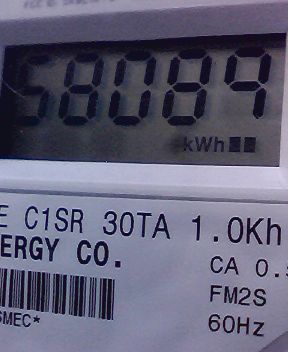 58089
kWh
E C1SR 30TA 1.0Kh
ERGY CO.
CA 0.
FM2S
60Hz
SMEC*